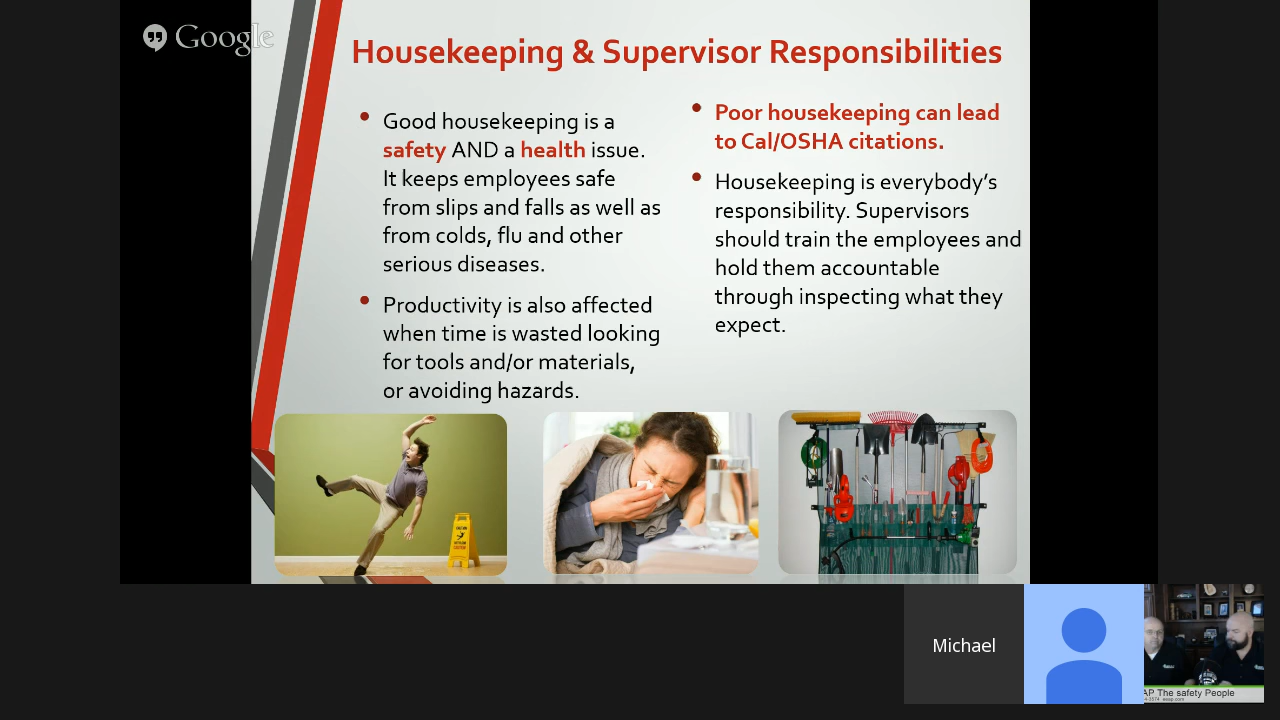 Google
Housekeeping & Supervisor Responsibilities
Good housekeeping is a
safety AND a health issue.
It keeps employees safe
from slips and falls as well as
from colds, flu and other
serious diseases.
Productivity is also affected
when time is wasted looking
for tools and/or materials,
or avoiding hazards.
Poor housekeeping can lead
to Cal/OSHA citations.
Housekeeping is everybody’s
responsibility. Supervisors
should train the employees and
hold them accountable
through inspecting what they
expect.
Michael
AP The safety People